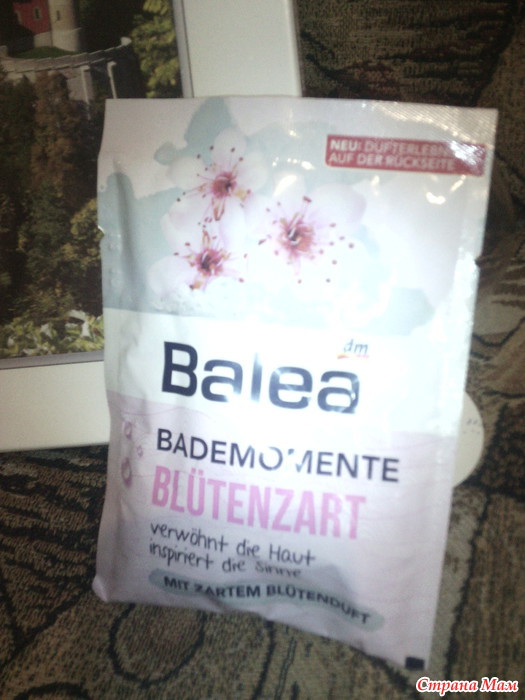 NEU: DUFTERLEBNIS
AUF DER RÜCKSEITE
dm
Balea
BADEMOMENTE
BLÜTENZART
verwöhnt die Haut
inspiriert die Sinne
MIT ZARTEM BLÜTENDUFT
Страна Мам